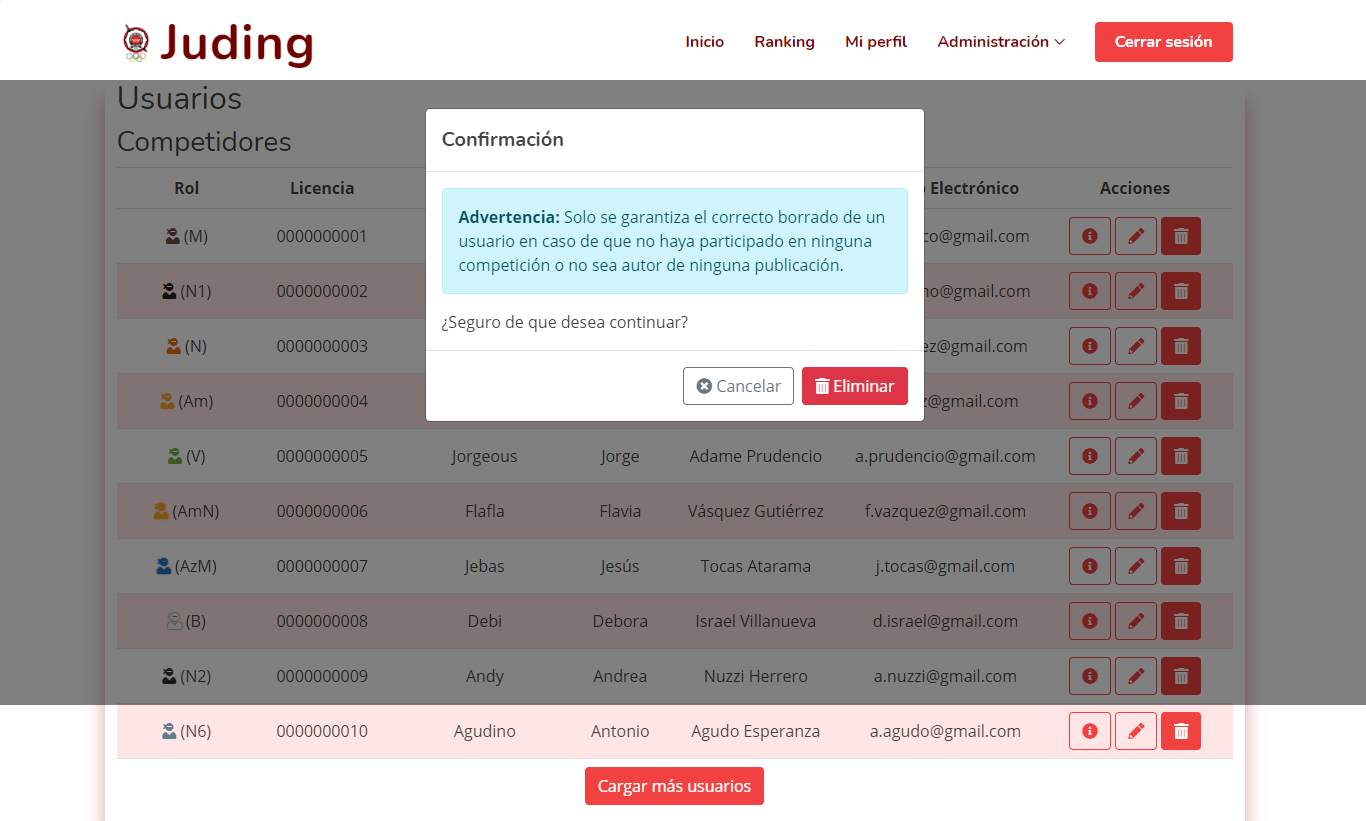 Juding
Inicio Ranking Mi perfil Administración Cerrar sesión
Usuarios
Competidores
Confirmación
Advertencia: Solo se garantiza el correcto borrado de un
usuario en caso de que no haya participado en ninguna
competición o no sea autor de ninguna publicación.
¿Seguro de que desea continuar?
Cancelar Eliminar
Rol Licencia Electrónico Acciones
(M) 0000000001 co@gmail.com
(N1) 0000000002 no@gmail.com
(N) 0000000003 ez@gmail.com
(Am) 0000000004 z@gmail.com
(V) 0000000005 Jorgeous Jorge Adame Prudencio a.prudencio@gmail.com
(AmN) 0000000006 Flafla Flavia Vásquez Gutiérrez f.vazquez@gmail.com
(AzM) 0000000007 Jebas Jesús Tocas Atarama j.tocas@gmail.com
(B) 0000000008 Debi Debora Israel Villanueva d.israel@gmail.com
(N2) 0000000009 Andy Andrea Nuzzi Herrero a.nuzzi@gmail.com
(N6) 0000000010 Agudino Antonio Agudo Esperanza a.agudo@gmail.com
Cargar más usuarios